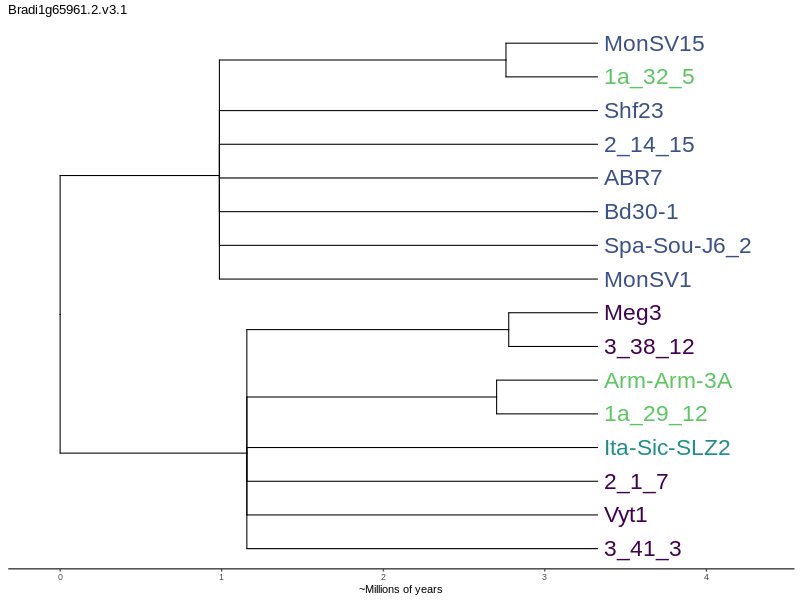 Bradi1g65961.2.v3.1
MonSV15
1a_32_5
Shf23
2_14_15
ABR7
Bd30-1
Spa-Sou-J6_2
MonSV1
Meg3
3_38_12
Arm-Arm-3A
1a_29_12
Ita-Sic-SLZ2
2_1_7
Vyt1
3_41_3
0 1 2 3 4
~Millions of years